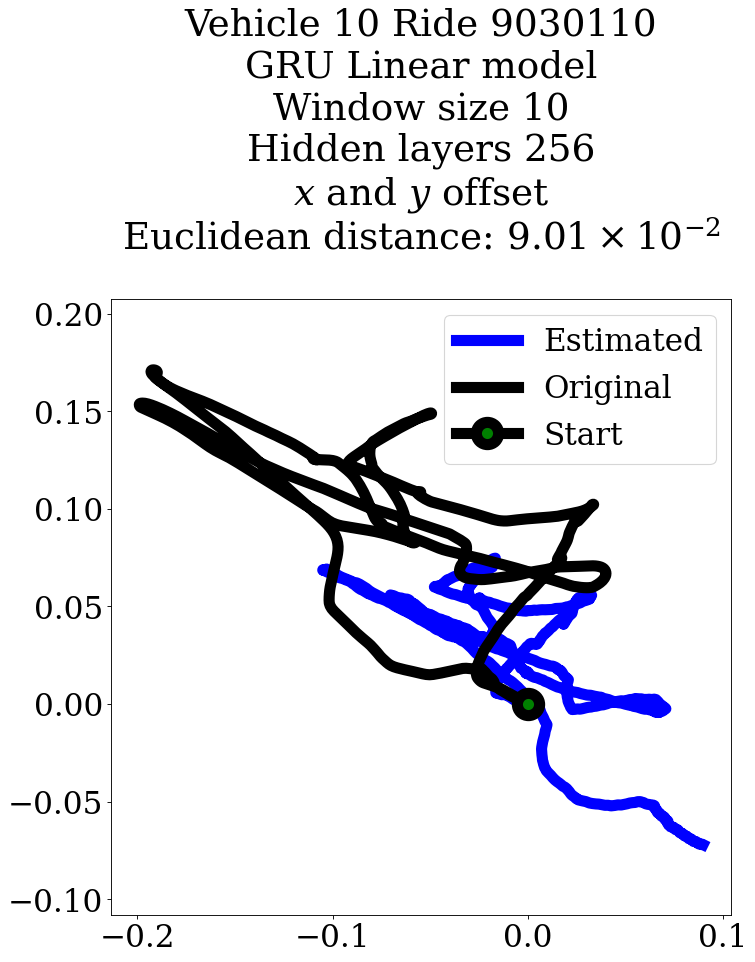 Vehicle 10 Ride 9030110
GRU Linear model
Window size 10
Hidden layers 256
x and y offset
Euclidean distance: 9.01 × 10⁻²
Estimated
Original
Start
0.20
0.15
0.10
0.05
0.00
−0.05
−0.10
−0.2 −0.1 0.0 0.1